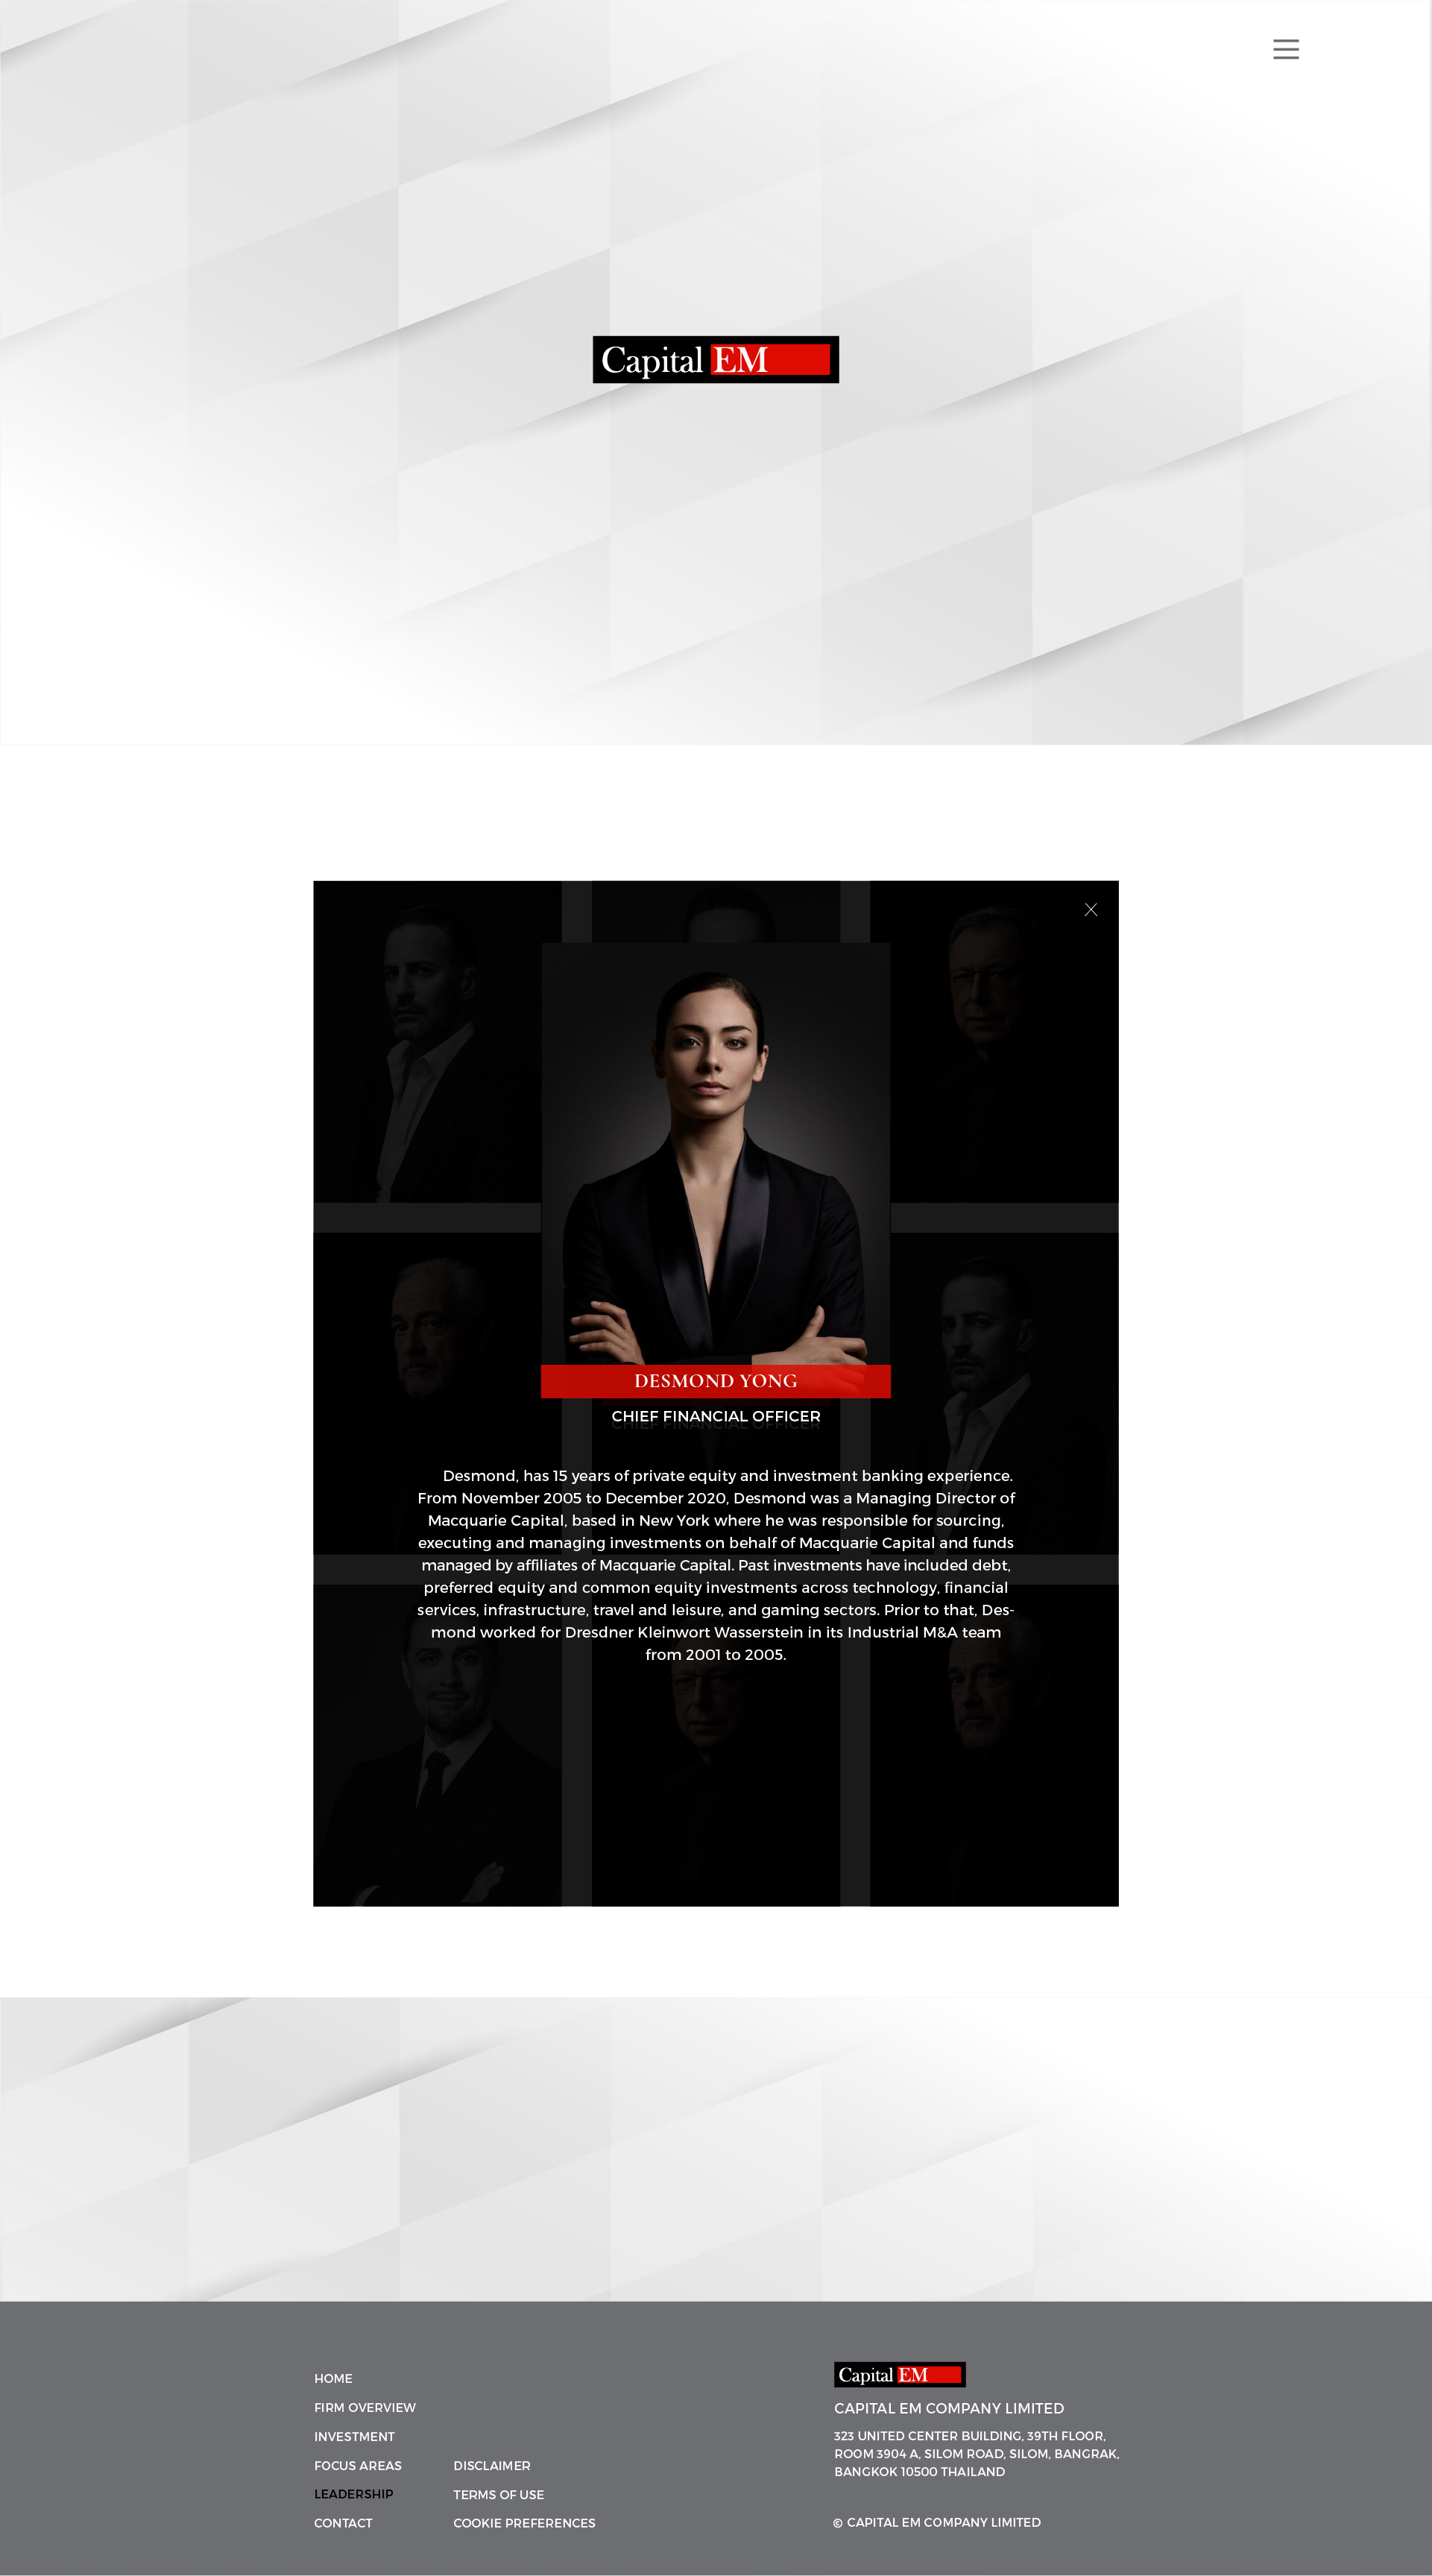 Capital EM
DESMOND YONG
CHIEF FINANCIAL OFFICER
Desmond, has 15 years of private equity and investment banking experience.
From November 2005 to December 2020, Desmond was a Managing Director of
Macquarie Capital, based in New York where he was responsible for sourcing,
executing and managing investments on behalf of Macquarie Capital and funds
managed by affiliates of Macquarie Capital. Past investments have included debt,
preferred equity and common equity investments across technology, financial
services, infrastructure, travel and leisure, and gaming sectors. Prior to that, Des-
mond worked for Dresdner Kleinwort Wasserstein in its Industrial M&A team
from 2001 to 2005.
HOME
FIRM OVERVIEW
INVESTMENT
FOCUS AREAS
LEADERSHIP
CONTACT
DISCLAIMER
TERMS OF USE
COOKIE PREFERENCES
Capital EM
CAPITAL EM COMPANY LIMITED
323 UNITED CENTER BUILDING, 39TH FLOOR,
ROOM 3904 A, SILOM ROAD, SILOM, BANGRAK,
BANGKOK 10500 THAILAND
© CAPITAL EM COMPANY LIMITED